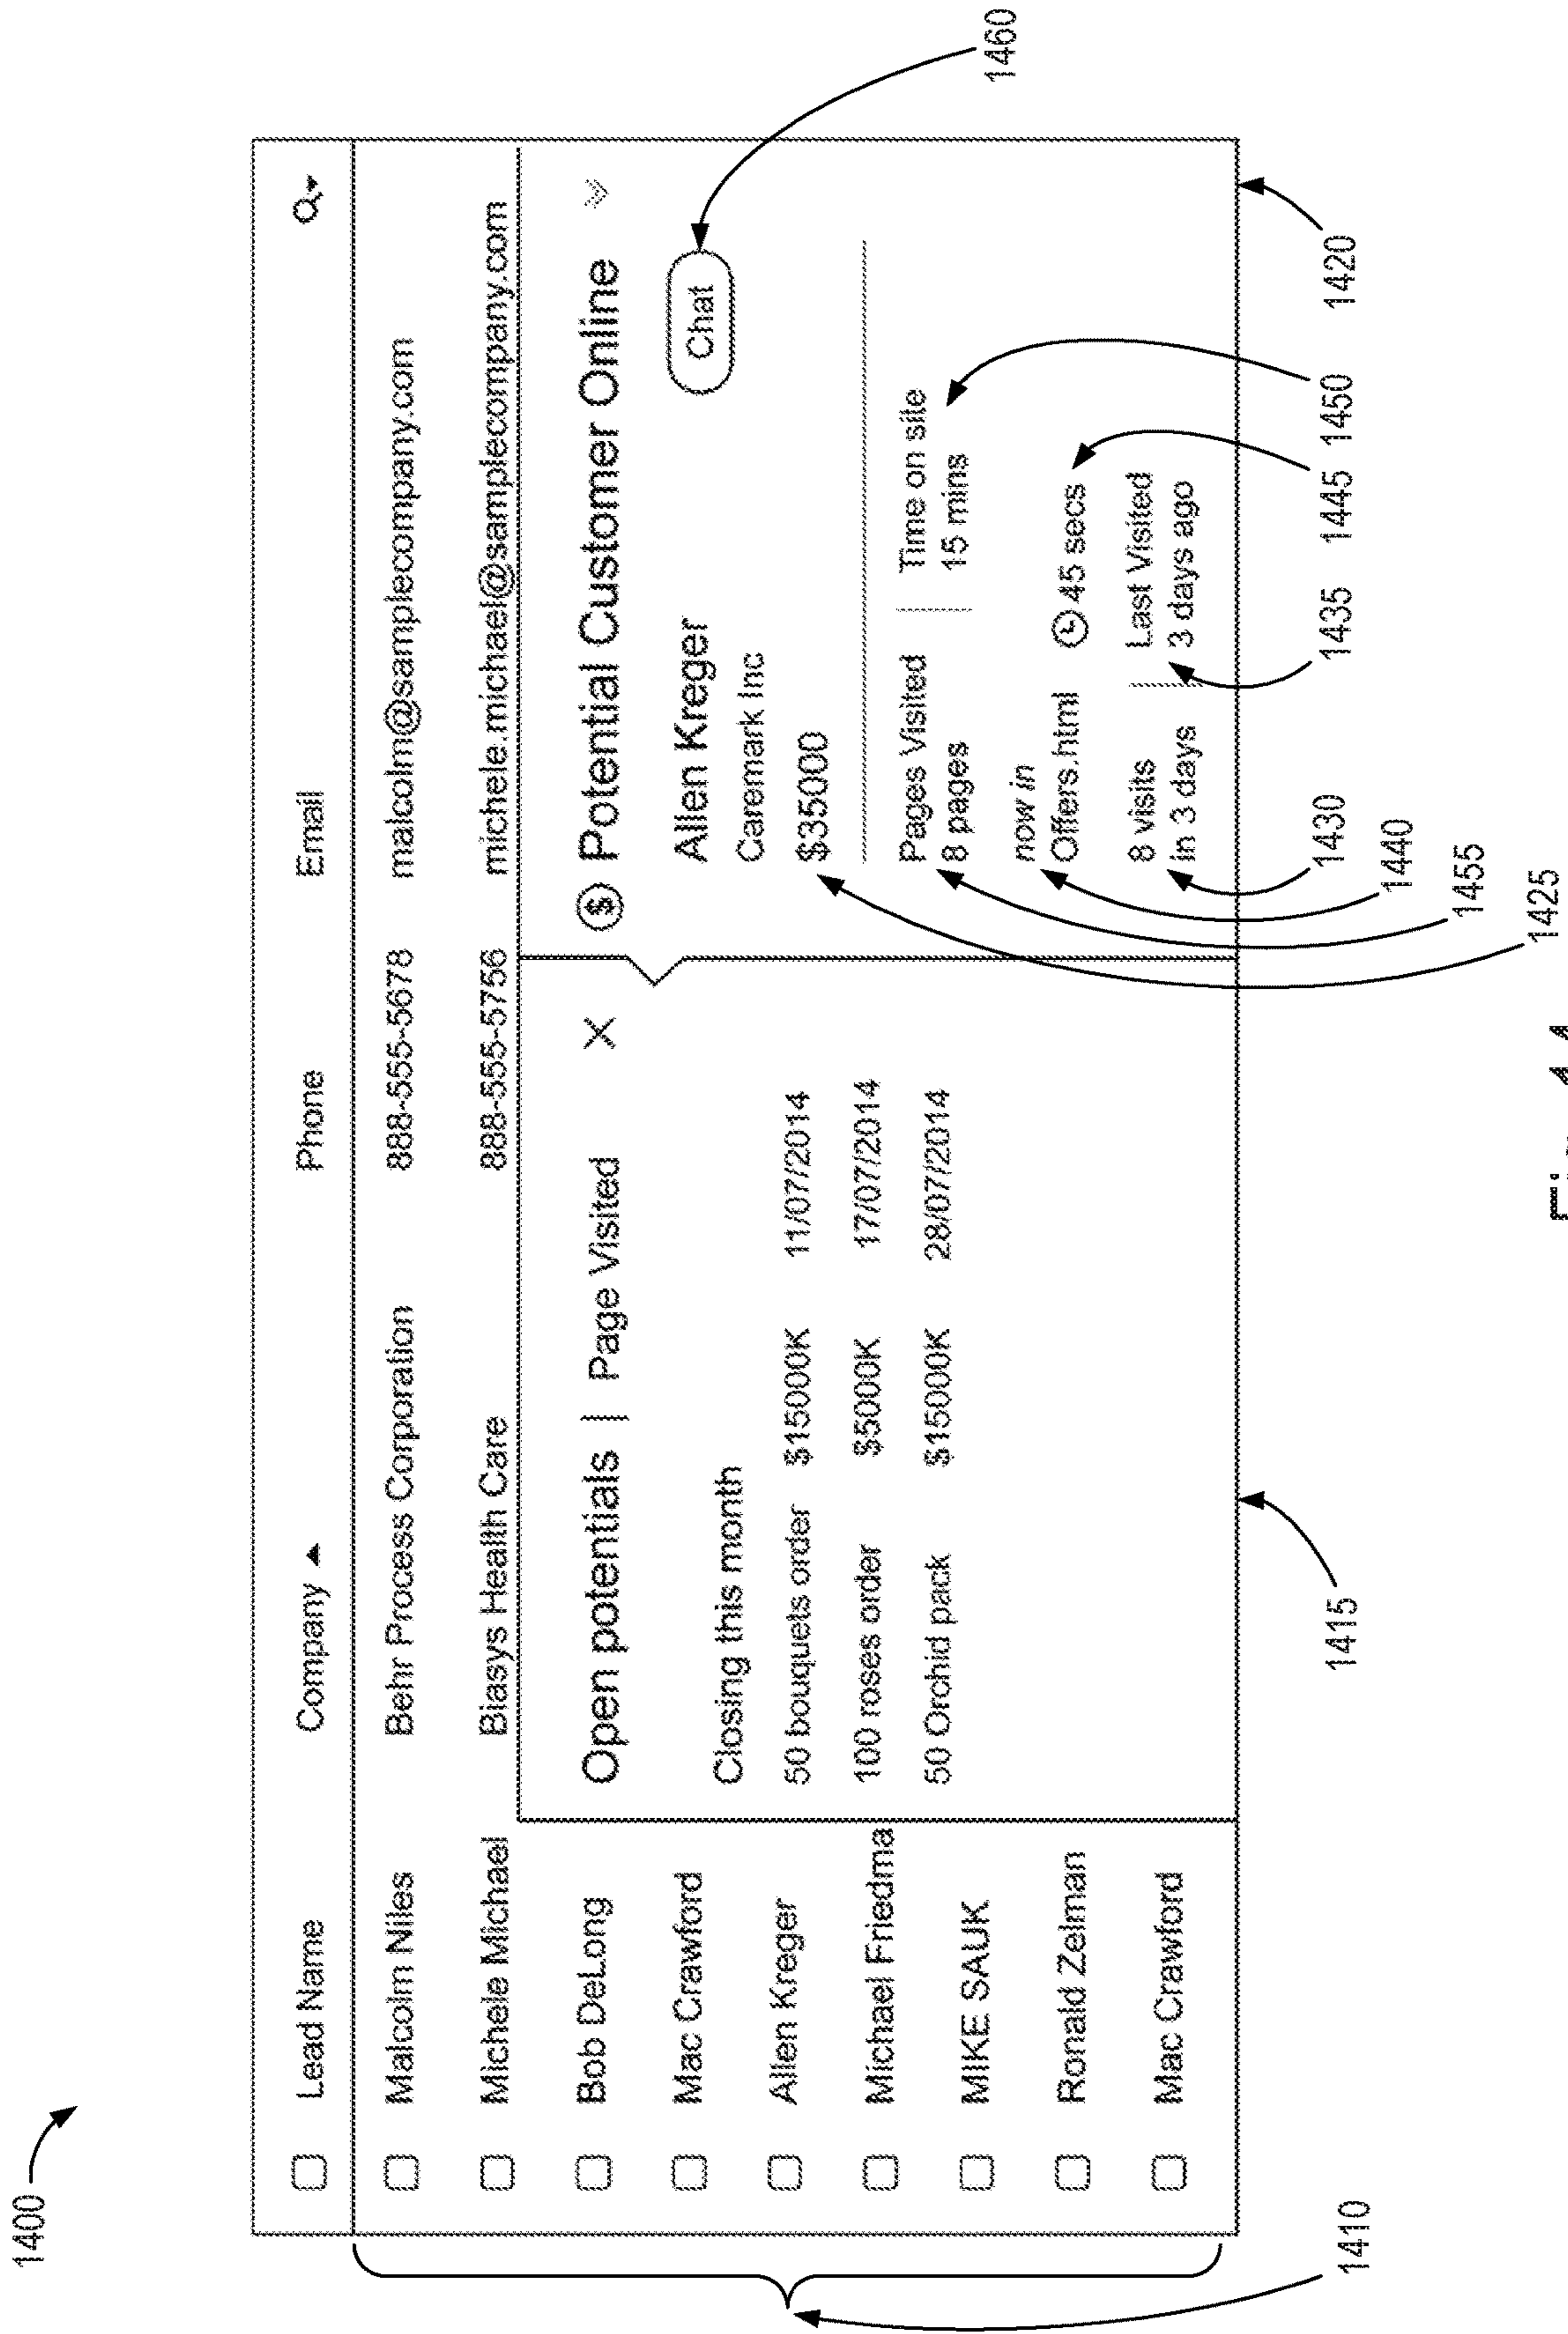 1400
Lead Name Company ▲ Phone Email
Malcolm Niles Behr Process Corporation 888-555-5678 malcolm@samplecompany.com
Michele Michael Biasys Health Care 888-555-5756 michele.michael@samplecompany.com
Bob DeLong
Mac Crawford
Allen Kreger
Michael Friedma
MIKE SAUK
Ronald Zelman
Mac Crawford
Open potentials | Page Visited X
Closing this month
50 bouquets order $15000K 11/07/2014
100 roses order $5000K 17/07/2014
50 Orchid pack $15000K 28/07/2014
$ Potential Customer Online
Allen Kreger
Chat
Caremark Inc
$35000
Pages Visited | Time on site
8 pages 15 mins
now in
Offers.html 45 secs
8 visits | Last Visited
in 3 days 3 days ago
1460
1410
1415
1430
1435
1445
1450
1420
1440
1455
1425